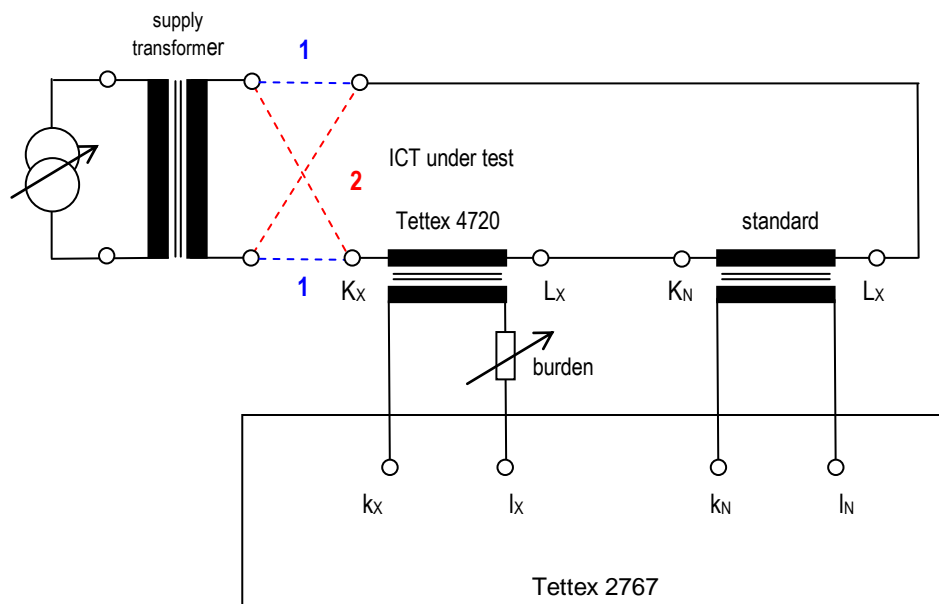 supply
transformer
1
ICT under test
2
Tettex 4720
standard
1
KX
LX
KN
LX
burden
kX
lX
kN
lN
Tettex 2767